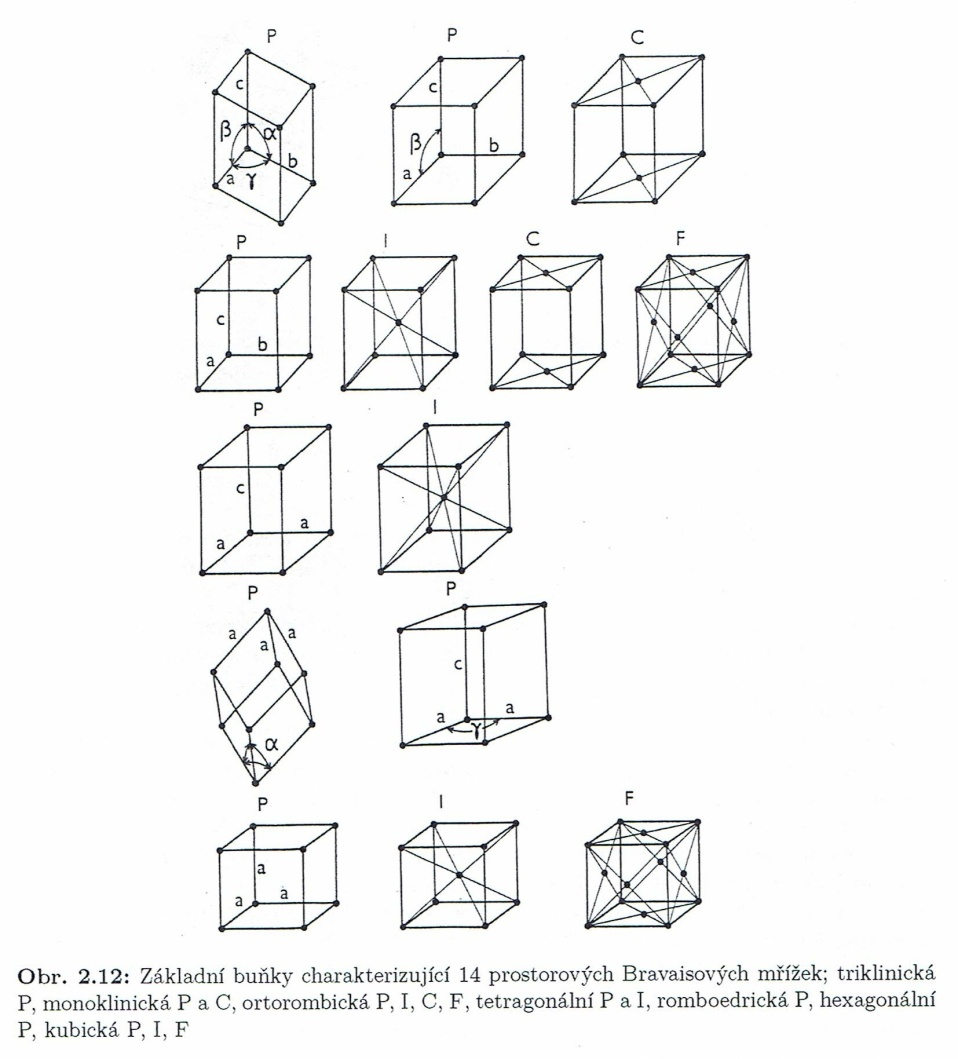 P P C
c
β α
b
a γ
c
β
b
a
P I C F
c
b
a
P I
c
a
a
P P
a a a
α
c
a a
γ
P I F
a
a a
Obr. 2.12: Základní buňky charakterizující 14 prostorových Bravaisových mřížek; triklinická
P, monoklinická P a C, ortorombická P, I, C, F, tetragonální P a I, romboedrická P, hexagonální
P, kubická P, I, F